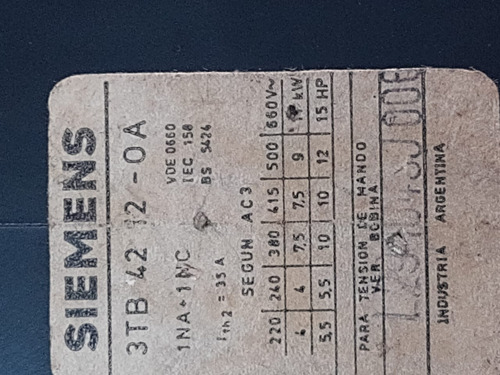 SIEMENS
3TB 42 12 -0A
1NA+1NC
VDE 0660
IEC 158
BS 5424
Ith2 = 35 A
SEGUN AC3
220 240 380 415 500 660V~
4 4 7,5 7,5 9 kW
5,5 5,5 10 10 12 15 HP
PARA TENSION DE MANDO
VER BOBINA
INDUSTRIA ARGENTINA